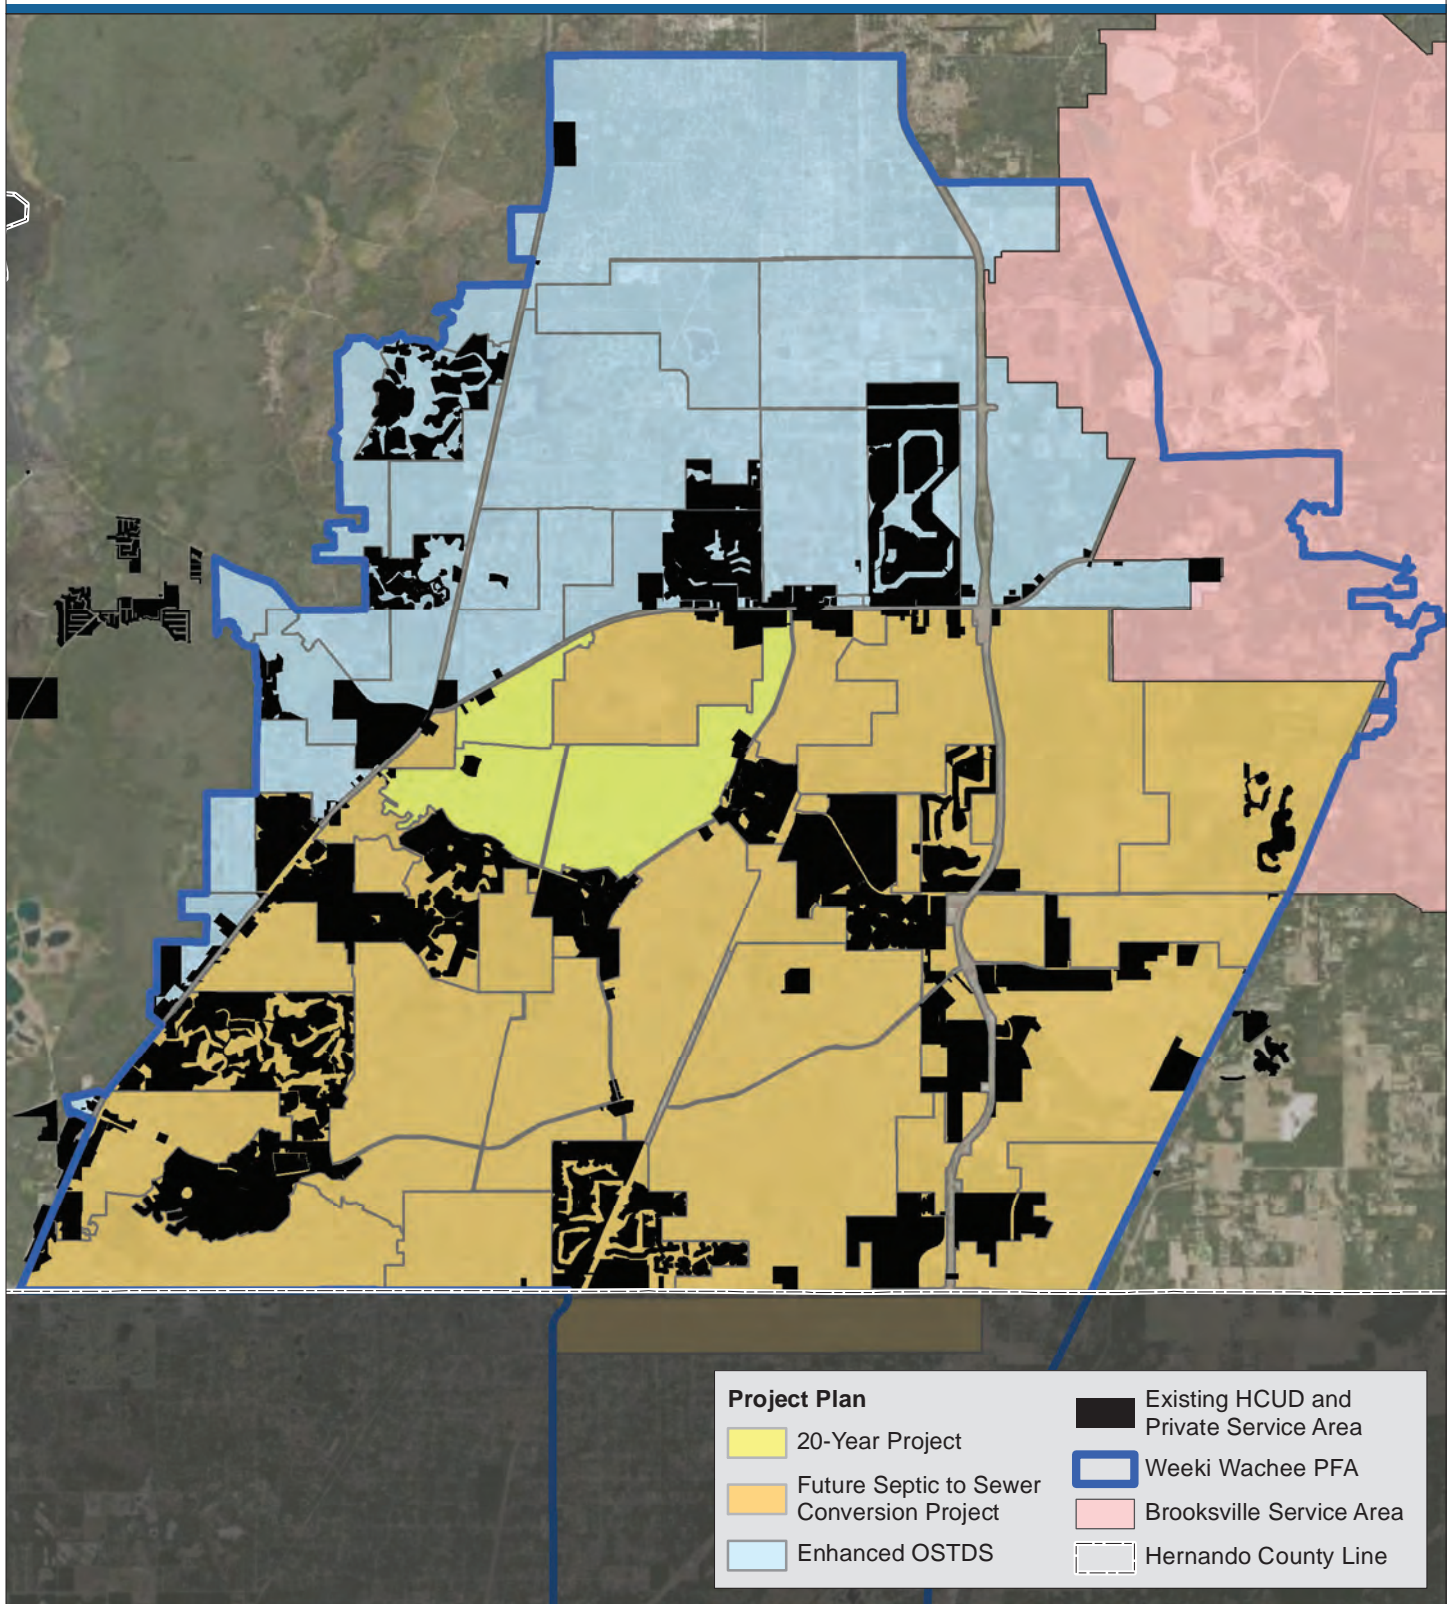 Project Plan
20-Year Project
Future Septic to Sewer
Conversion Project
Enhanced OSTDS
Existing HCUD and
Private Service Area
Weeki Wachee PFA
Brooksville Service Area
Hernando County Line